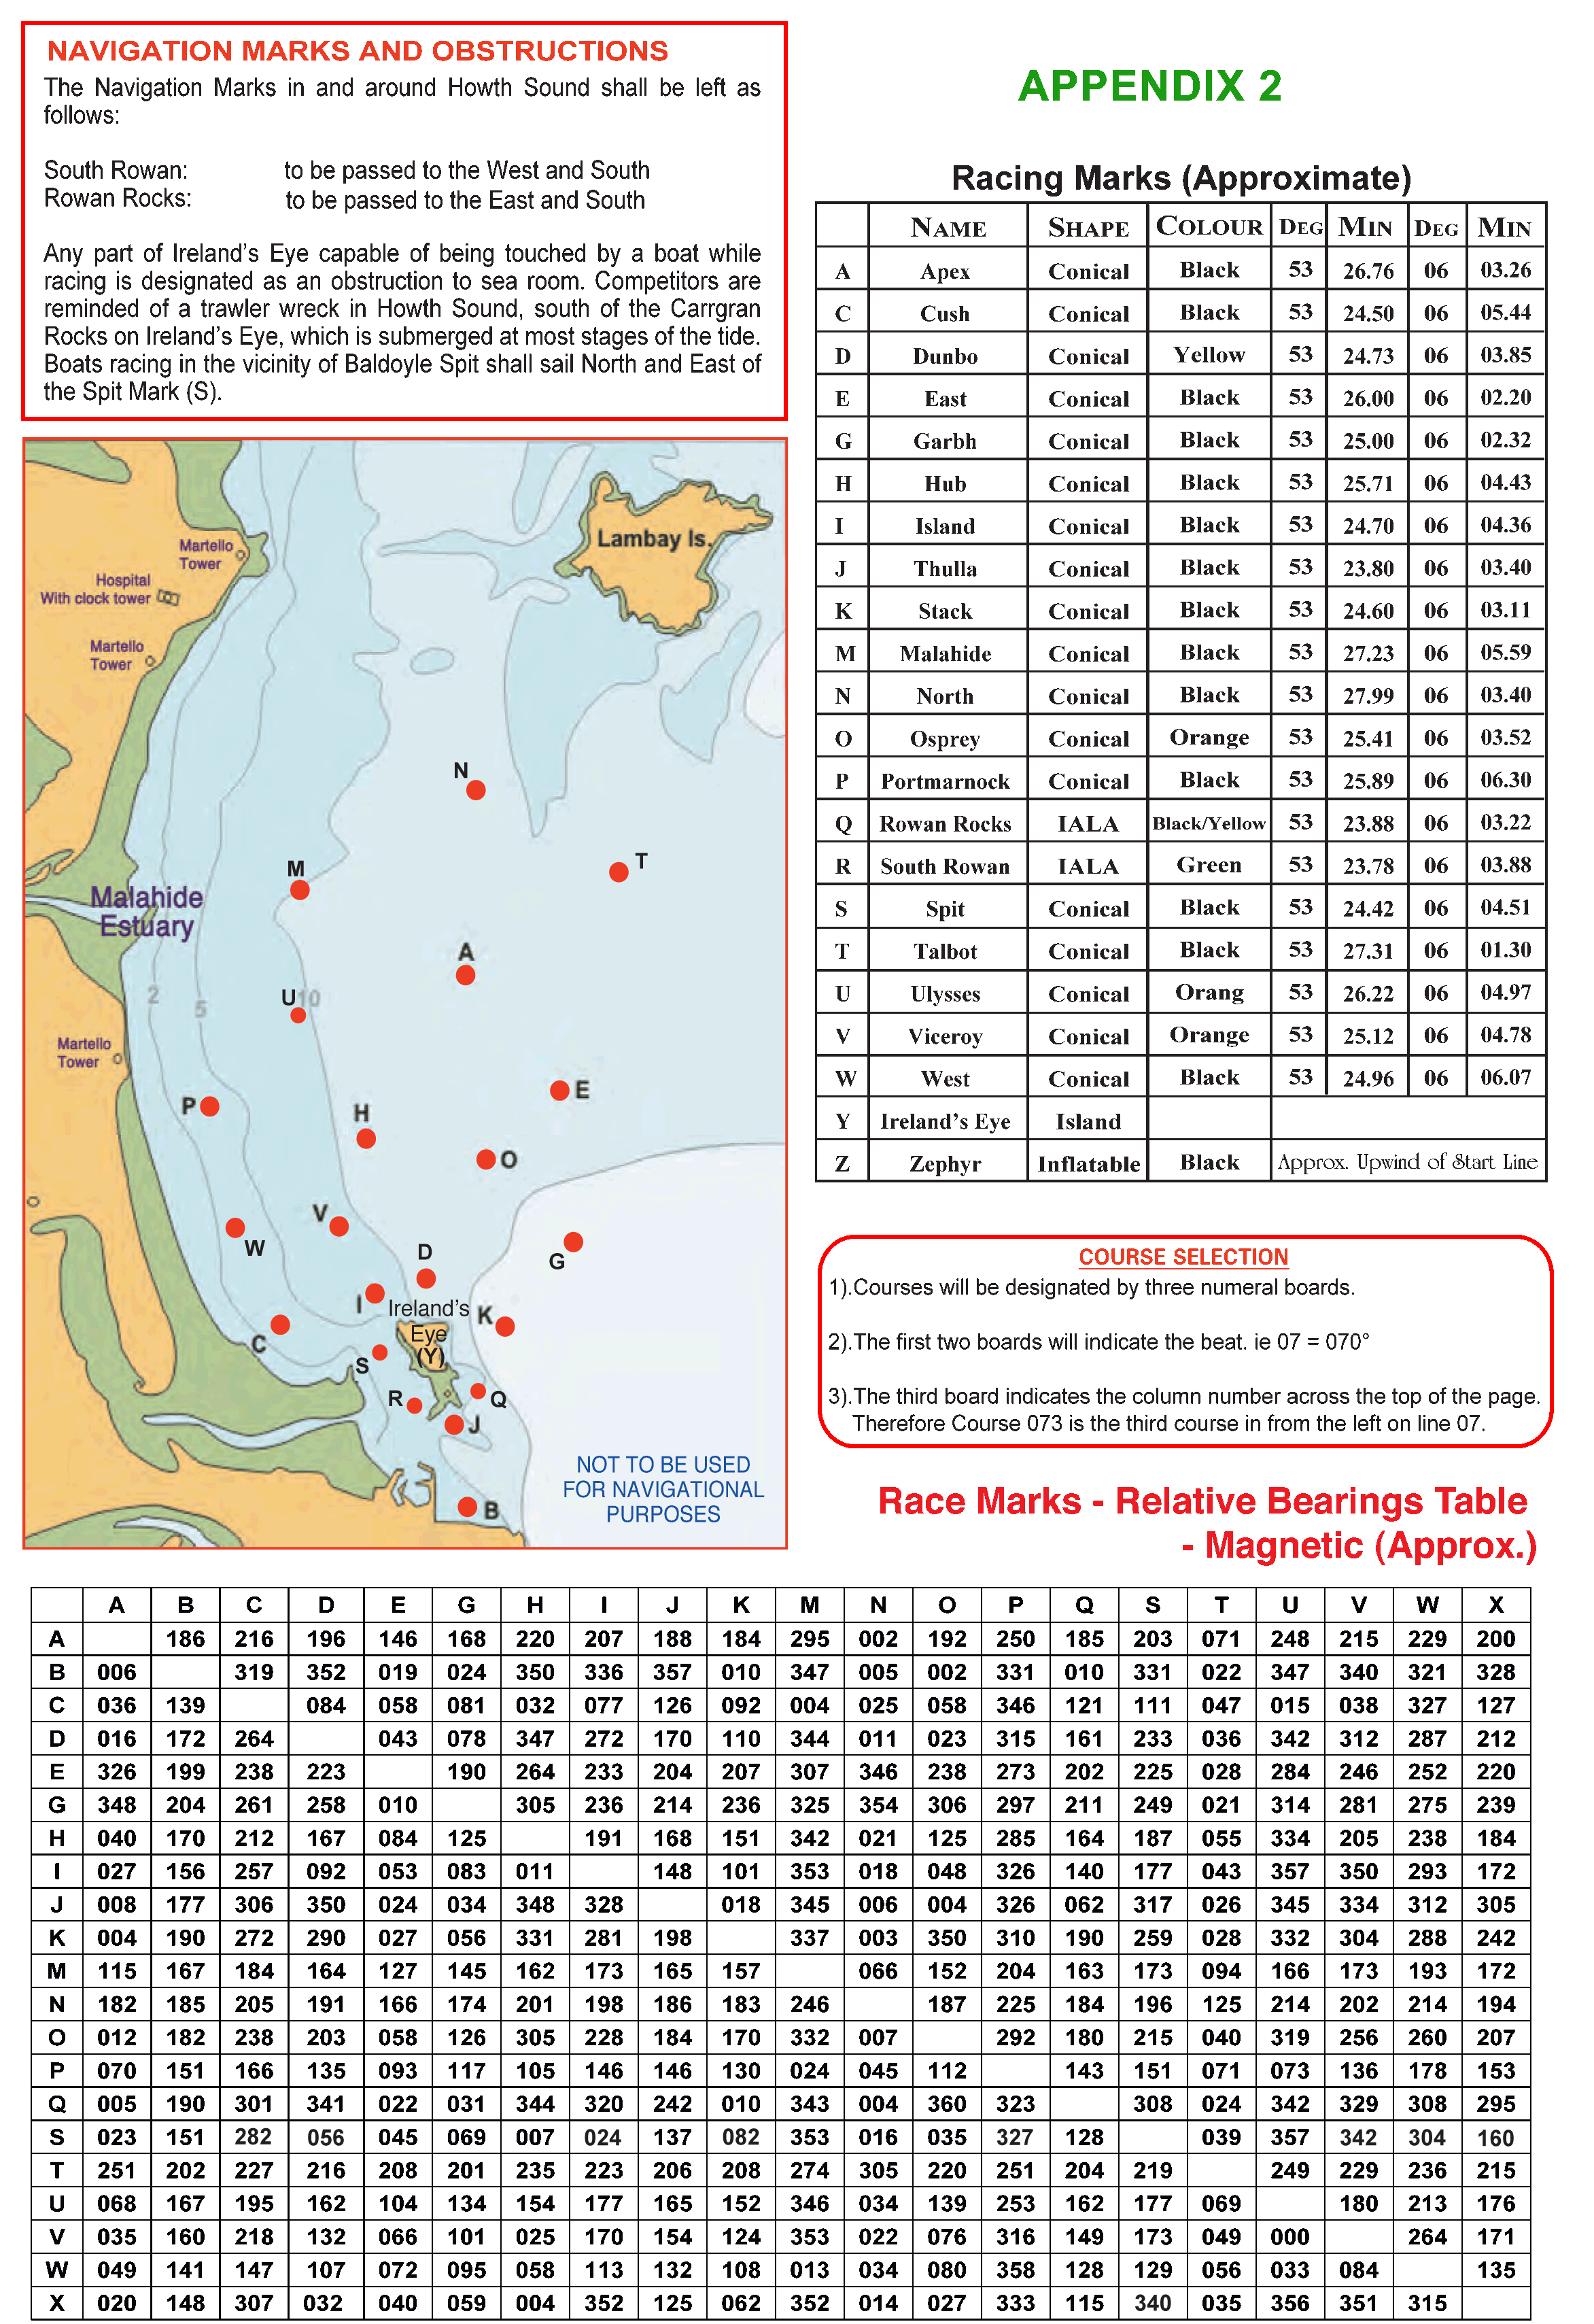 NAVIGATION MARKS AND OBSTRUCTIONS
The Navigation Marks in and around Howth Sound shall be left as
follows:
South Rowan: to be passed to the West and South
Rowan Rocks: to be passed to the East and South
Any part of Ireland's Eye capable of being touched by a boat while
racing is designated as an obstruction to sea room. Competitors are
reminded of a trawler wreck in Howth Sound, south of the Carrgran
Rocks on Ireland's Eye, which is submerged at most stages of the tide.
Boats racing in the vicinity of Baldoyle Spit shall sail North and East of
the Spit Mark (S).
Lambay Is.
Martello
Tower
Hospital
With clock tower
Martello
Tower
N
T
M
Malahide
Estuary
A
U 10
2
5
Martello
Tower
P
E
H
O
V
W
D
G
I
Ireland's
K
Eye
C
(Y)
S
R
Q
J
NOT TO BE USED
FOR NAVIGATIONAL
PURPOSES
B
APPENDIX 2
Racing Marks (Approximate)
NAME SHAPE COLOUR DEG MIN DEG MIN
A Apex Conical Black 53 26.76 06 03.26
C Cush Conical Black 53 24.50 06 05.44
D Dunbo Conical Yellow 53 24.73 06 03.85
E East Conical Black 53 26.00 06 02.20
G Garbh Conical Black 53 25.00 06 02.32
H Hub Conical Black 53 25.71 06 04.43
I Island Conical Black 53 24.70 06 04.36
J Thulla Conical Black 53 23.80 06 03.40
K Stack Conical Black 53 24.60 06 03.11
M Malahide Conical Black 53 27.23 06 05.59
N North Conical Black 53 27.99 06 03.40
O Osprey Conical Orange 53 25.41 06 03.52
P Portmarnock Conical Black 53 25.89 06 06.30
Q Rowan Rocks IALA Black/Yellow 53 23.88 06 03.22
R South Rowan IALA Green 53 23.78 06 03.88
S Spit Conical Black 53 24.42 06 04.51
T Talbot Conical Black 53 27.31 06 01.30
U Ulysses Conical Orang 53 26.22 06 04.97
V Viceroy Conical Orange 53 25.12 06 04.78
W West Conical Black 53 24.96 06 06.07
Y Ireland's Eye Island
Z Zephyr Inflatable Black Approx. Upwind of Start Line
COURSE SELECTION
1).Courses will be designated by three numeral boards.
2).The first two boards will indicate the beat. ie 07 = 070°
3).The third board indicates the column number across the top of the page.
Therefore Course 073 is the third course in from the left on line 07.
Race Marks - Relative Bearings Table
- Magnetic (Approx.)
A B C D E G H I J K M N O P Q S T U V W X
A 186 216 196 146 168 220 207 188 184 295 002 192 250 185 203 071 248 215 229 200
B 006 319 352 019 024 350 336 357 010 347 005 002 331 010 331 022 347 340 321 328
C 036 139 084 058 081 032 077 126 092 004 025 058 346 121 111 047 015 038 327 127
D 016 172 264 043 078 347 272 170 110 344 011 023 315 161 233 036 342 312 287 212
E 326 199 238 223 190 264 233 204 207 307 346 238 273 202 225 028 284 246 252 220
G 348 204 261 258 010 305 236 214 236 325 354 306 297 211 249 021 314 281 275 239
H 040 170 212 167 084 125 191 168 151 342 021 125 285 164 187 055 334 205 238 184
I 027 156 257 092 053 083 011 148 101 353 018 048 326 140 177 043 357 350 293 172
J 008 177 306 350 024 034 348 328 018 345 006 004 326 062 317 026 345 334 312 305
K 004 190 272 290 027 056 331 281 198 337 003 350 310 190 259 028 332 304 288 242
M 115 167 184 164 127 145 162 173 165 157 066 152 204 163 173 094 166 173 193 172
N 182 185 205 191 166 174 201 198 186 183 246 187 225 184 196 125 214 202 214 194
O 012 182 238 203 058 126 305 228 184 170 332 007 292 180 215 040 319 256 260 207
P 070 151 166 135 093 117 105 146 146 130 024 045 112 143 151 071 073 136 178 153
Q 005 190 301 341 022 031 344 320 242 010 343 004 360 323 308 024 342 329 308 295
S 023 151 282 056 045 069 007 024 137 082 353 016 035 327 128 039 357 342 304 160
T 251 202 227 216 208 201 235 223 206 208 274 305 220 251 204 219 249 229 236 215
U 068 167 195 162 104 134 154 177 165 152 346 034 139 253 162 177 069 180 213 176
V 035 160 218 132 066 101 025 170 154 124 353 022 076 316 149 173 049 000 264 171
W 049 141 147 107 072 095 058 113 132 108 013 034 080 358 128 129 056 033 084 135
X 020 148 307 032 040 059 004 352 125 062 352 014 027 333 115 340 035 356 351 315